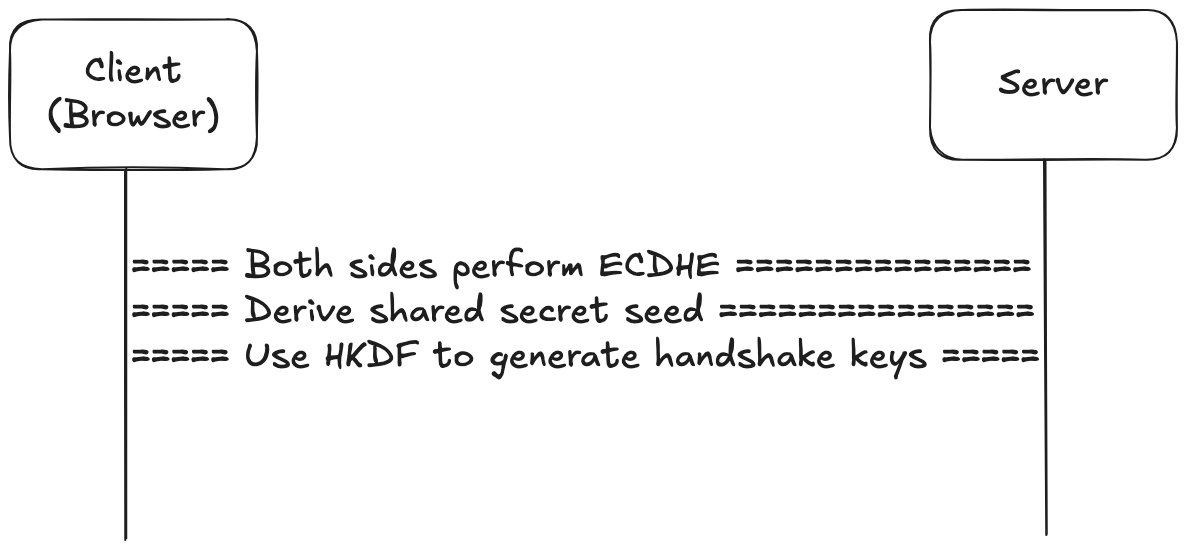 Client
(Browser)
Server
===== Both sides perform ECDHE ===============
===== Derive shared secret seed ================
===== Use HKDF to generate handshake keys =====